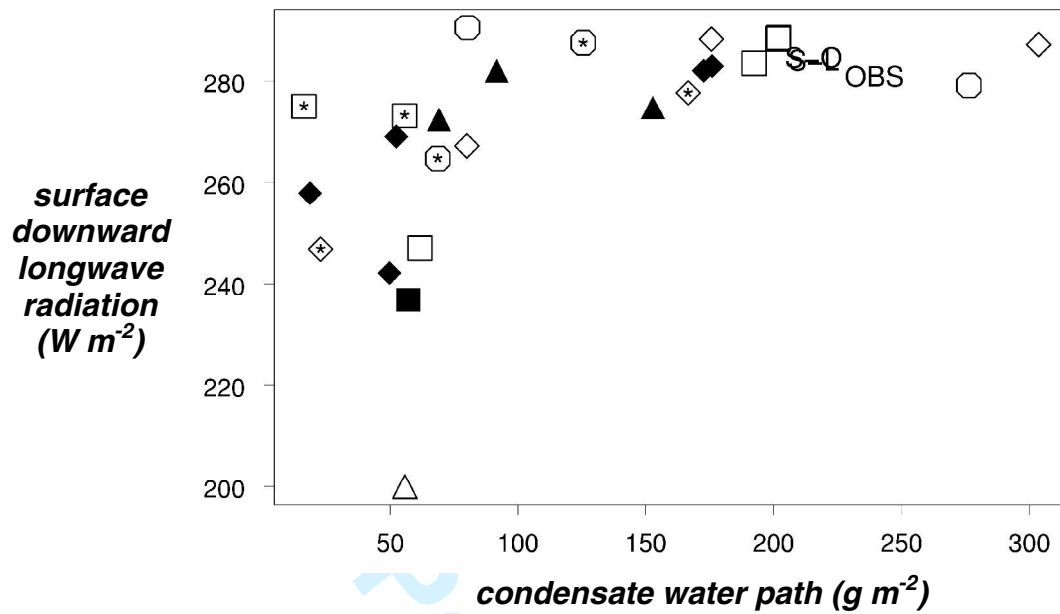 280
260
240
220
200
surface
downward
longwave
radiation
(W m-2)
OBS
50
100
150
200
250
300
condensate water path (g m-2)